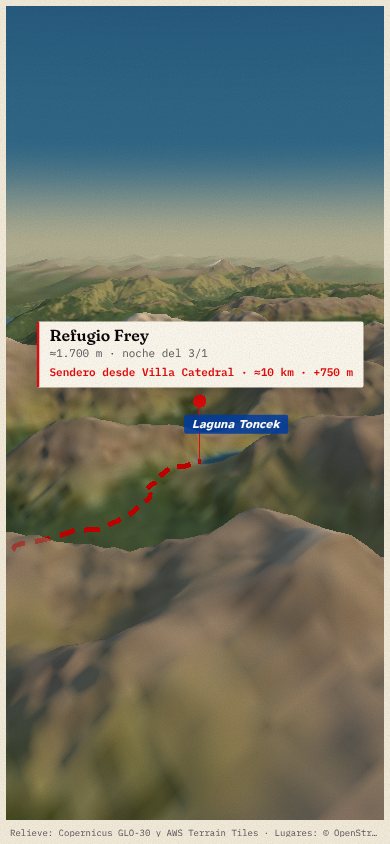 Refugio Frey
≈1.700 m · noche del 3/1
Sendero desde Villa Catedral · ≈10 km · +750 m
Laguna Toncek
Relieve: Copernicus GLO-30 y AWS Terrain Tiles · Lugares: © OpenStr…